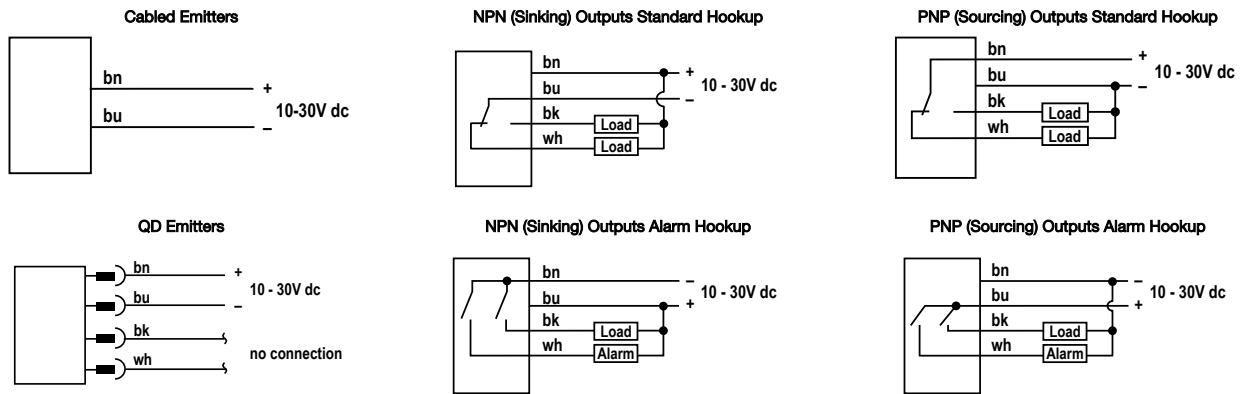 Cabled Emitters
bn
+
bu
10-30V dc
–
NPN (Sinking) Outputs Standard Hookup
bn
+
bu
10 - 30V dc
–
bk
Load
wh
Load
PNP (Sourcing) Outputs Standard Hookup
bn
+
bu
10 - 30V dc
–
bk
Load
wh
Load
QD Emitters
bn
+
10 - 30V dc
bu
–
bk
no connection
wh
NPN (Sinking) Outputs Alarm Hookup
bn
–
10 - 30V dc
bu
+
bk
Load
wh
Alarm
PNP (Sourcing) Outputs Alarm Hookup
bn
–
10 - 30V dc
bu
+
bk
Load
wh
Alarm